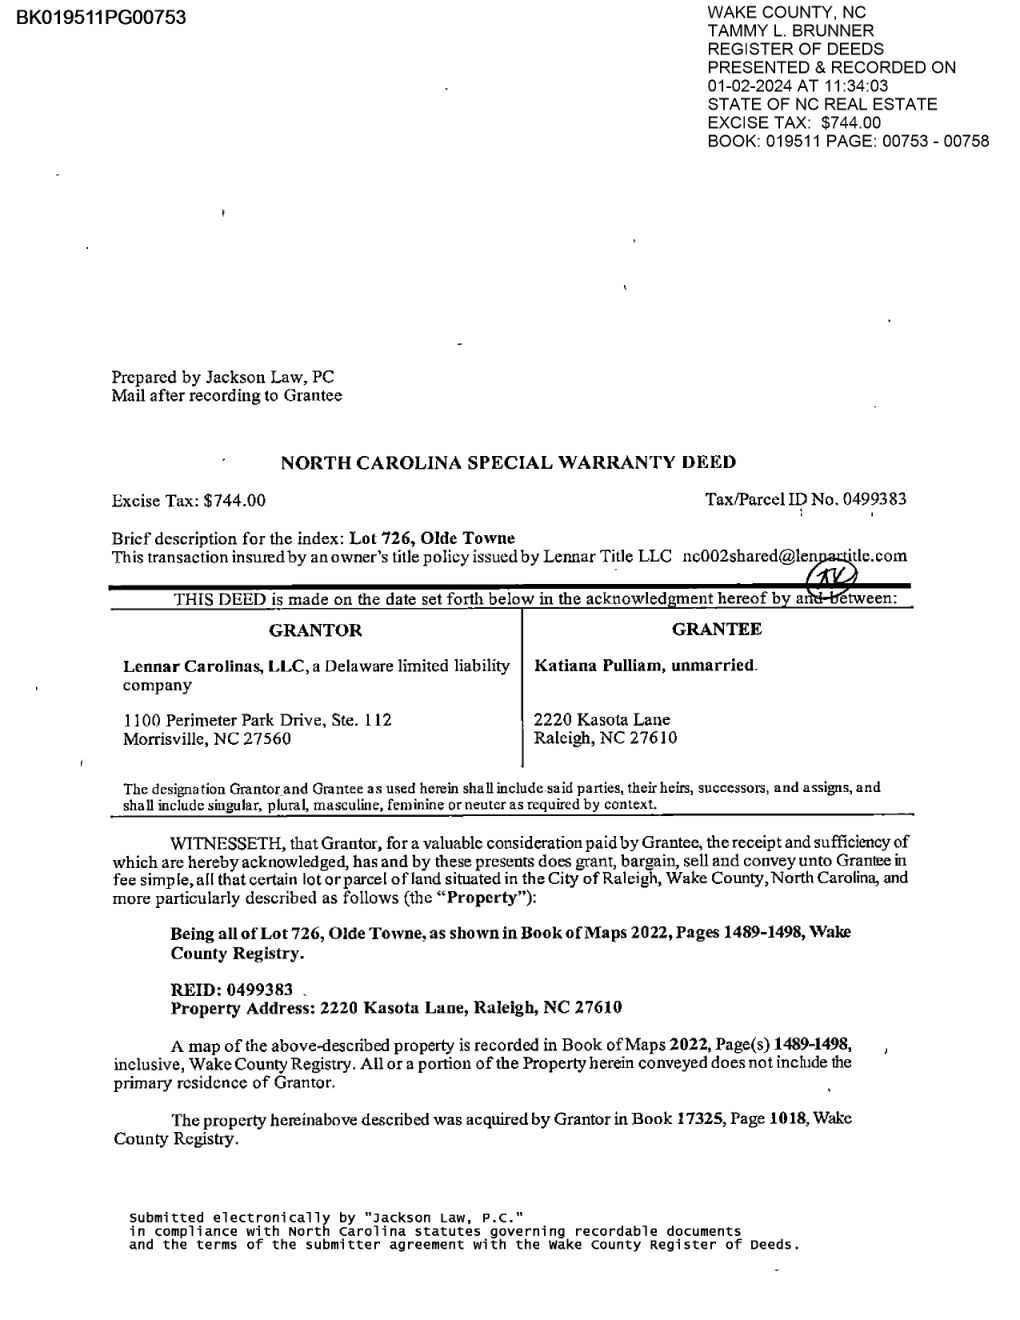 BK019511PG00753
WAKE COUNTY, NC
TAMMY L. BRUNNER
REGISTER OF DEEDS
PRESENTED & RECORDED ON
01-02-2024 AT 11:34:03
STATE OF NC REAL ESTATE
EXCISE TAX: $744.00
BOOK: 019511 PAGE: 00753 - 00758
Prepared by Jackson Law, PC
Mail after recording to Grantee
NORTH CAROLINA SPECIAL WARRANTY DEED
Excise Tax: $744.00 Tax/Parcel ID No. 0499383
Brief description for the index: Lot 726, Olde Towne
This transaction insured by an owner's title policy issued by Lennar Title LLC nc002shared@lennartitle.com
THIS DEED is made on the date set forth below in the acknowledgment hereof by and between:
GRANTOR
Lennar Carolinas, LLC, a Delaware limited liability
company
1100 Perimeter Park Drive, Ste. 112
Morrisville, NC 27560
GRANTEE
Katiana Pulliam, unmarried.
2220 Kasota Lane
Raleigh, NC 27610
The designation Grantor and Grantee as used herein shall include said parties, their heirs, successors, and assigns, and
shall include singular, plural, masculine, feminine or neuter as required by context.
WITNESSETH, that Grantor, for a valuable consideration paid by Grantee, the receipt and sufficiency of
which are hereby acknowledged, has and by these presents does grant, bargain, sell and convey unto Grantee in
fee simple, all that certain lot or parcel of land situated in the City of Raleigh, Wake County, North Carolina, and
more particularly described as follows (the "Property"):
Being all of Lot 726, Olde Towne, as shown in Book of Maps 2022, Pages 1489-1498, Wake
County Registry.
REID: 0499383
Property Address: 2220 Kasota Lane, Raleigh, NC 27610
A map of the above-described property is recorded in Book of Maps 2022, Page(s) 1489-1498,
inclusive, Wake County Registry. All or a portion of the Property herein conveyed does not include the
primary residence of Grantor.
The property hereinabove described was acquired by Grantor in Book 17325, Page 1018, Wake
County Registry.
Submitted electronically by "Jackson Law, P.C."
in compliance with North Carolina statutes governing recordable documents
and the terms of the submitter agreement with the Wake County Register of Deeds.